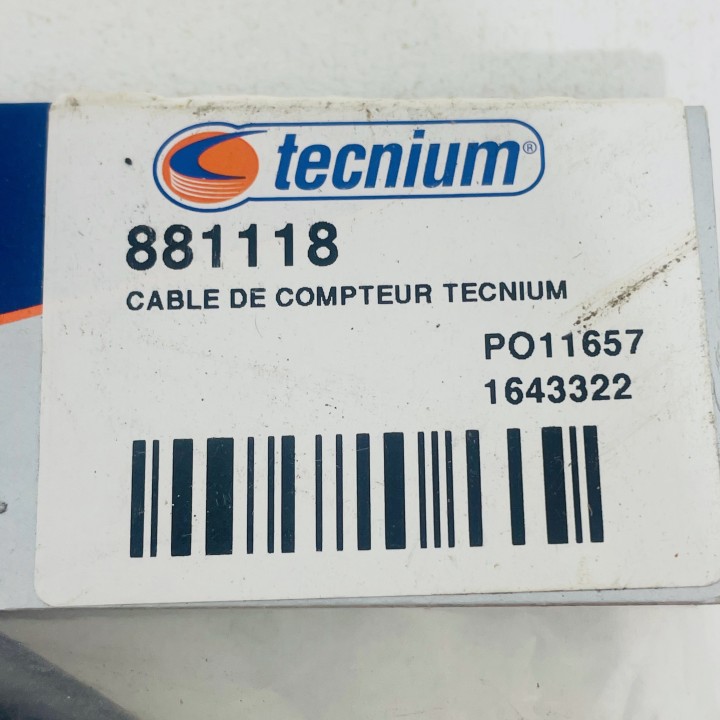 tecnium®
881118
CABLE DE COMPTEUR TECNIUM
PO11657
1643322